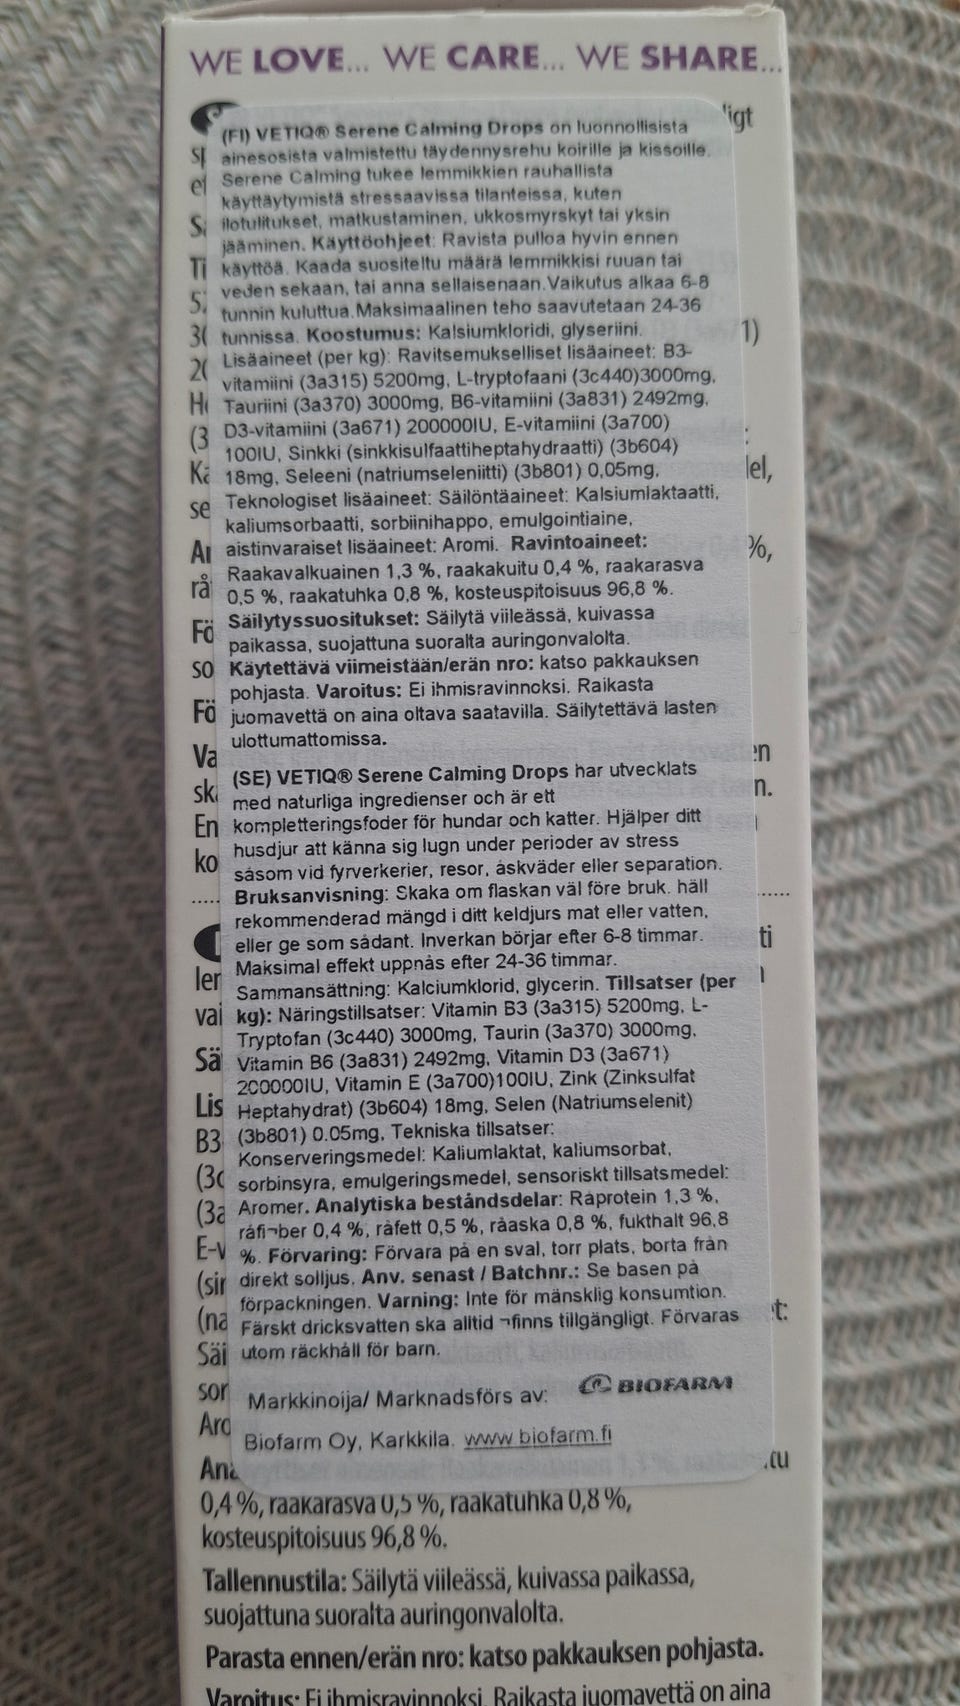 WE LOVE... WE CARE... WE SHARE...
igt
(FI) VETIQ® Serene Calming Drops on luonnollisista
ainesosista valmistettu täydennysrehu koirille ja kissoille.
Serene Calming tukee lemmikkien rauhallista
käyttäytymistä stressaavissa tilanteissa, kuten
ilotulitukset, matkustaminen, ukkosmyrskyt tai yksin
jääminen. Käyttöohjeet: Ravista pulloa hyvin ennen
käyttöä. Kaada suositeltu määrä lemmikkisi ruuan tai
veden sekaan, tai anna sellaisenaan.Vaikutus alkaa 6-8
tunnin kuluttua.Maksimaalinen teho saavutetaan 24-36
tunnissa. Koostumus: Kalsiumkloridi, glyseriini.
Lisäaineet (per kg): Ravitsemukselliset lisäaineet: B3-
vitamiini (3a315) 5200mg, L-tryptofaani (3c440)3000mg,
Tauriini (3a370) 3000mg, B6-vitamiini (3a831) 2492mg,
D3-vitamiini (3a671) 200000IU, E-vitamiini (3a700)
100IU, Sinkki (sinkkisulfaattiheptahydraatti) (3b604)
18mg, Seleeni (natriumseleniitti) (3b801) 0,05mg,
Teknologiset lisäaineet: Säilöntäaineet: Kalsiumlaktaatti,
kaliumsorbaatti, sorbiinihappo, emulgointiaine,
aistinvaraiset lisäaineet: Aromi. Ravintoaineet:
Raakavalkuainen 1,3 %, raakakuitu 0,4 %, raakarasva
0,5 %, raakatuhka 0,8 %, kosteuspitoisuus 96,8 %.
Säilytyssuositukset: Säilytä viileässä, kuivassa
paikassa, suojattuna suoralta auringonvalolta.
Käytettävä viimeistään/erän nro: katso pakkauksen
pohjasta. Varoitus: Ei ihmisravinnoksi. Raikasta
juomavettä on aina oltava saatavilla. Säilytettävä lasten
ulottumattomissa.
(SE) VETIQ® Serene Calming Drops har utvecklats
med naturliga ingredienser och är ett
kompletteringsfoder för hundar och katter. Hjälper ditt
husdjur att känna sig lugn under perioder av stress
såsom vid fyrverkerier, resor, åskväder eller separation.
Bruksanvisning: Skaka om flaskan väl före bruk. häll
rekommenderad mängd i ditt keldjurs mat eller vatten,
eller ge som sådant. Inverkan börjar efter 6-8 timmar.
Maksimal effekt uppnås efter 24-36 timmar.
Sammansättning: Kalciumklorid, glycerin. Tillsatser (per
kg): Näringstillsatser: Vitamin B3 (3a315) 5200mg, L-
Tryptofan (3c440) 3000mg, Taurin (3a370) 3000mg,
Vitamin B6 (3a831) 2492mg, Vitamin D3 (3a671)
200000IU, Vitamin E (3a700)100IU, Zink (Zinksulfat
Heptahydrat) (3b604) 18mg, Selen (Natriumselenit)
(3b801) 0.05mg, Tekniska tillsatser:
Konserveringsmedel: Kaliumlaktat, kaliumsorbat,
sorbinsyra, emulgeringsmedel, sensoriskt tillsatsmedel:
Aromer. Analytiska beståndsdelar: Råprotein 1,3 %,
råfi¬ber 0,4 %, råfett 0,5 %, råaska 0,8 %, fukthalt 96,8
%. Förvaring: Förvara på en sval, torr plats, borta från
direkt solljus. Anv. senast / Batchnr.: Se basen på
förpackningen. Varning: Inte för mänsklig konsumtion.
Färskt dricksvatten ska alltid ¬finns tillgängligt. Förvaras
utom räckhåll för barn.
Markkinoija/ Marknadsförs av: BIOFARM
Biofarm Oy, Karkkila. www.biofarm.fi
0,4 %, raakarasva 0,5 %, raakatuhka 0,8 %,
kosteuspitoisuus 96,8 %.
Tallennustila: Säilytä viileässä, kuivassa paikassa,
suojattuna suoralta auringonvalolta.
Parasta ennen/erän nro: katso pakkauksen pohjasta.
Varoitus: Ei ihmisravinnoksi. Raikasta juomavettä on aina